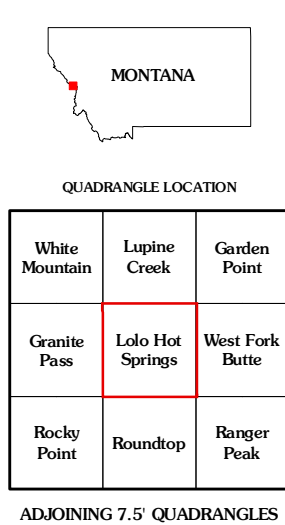 MONTANA
QUADRANGLE LOCATION
White
Mountain
Lupine
Creek
Garden
Point
Granite
Pass
Lolo Hot
Springs
West Fork
Butte
Rocky
Point
Roundtop
Ranger
Peak
ADJOINING 7.5' QUADRANGLES